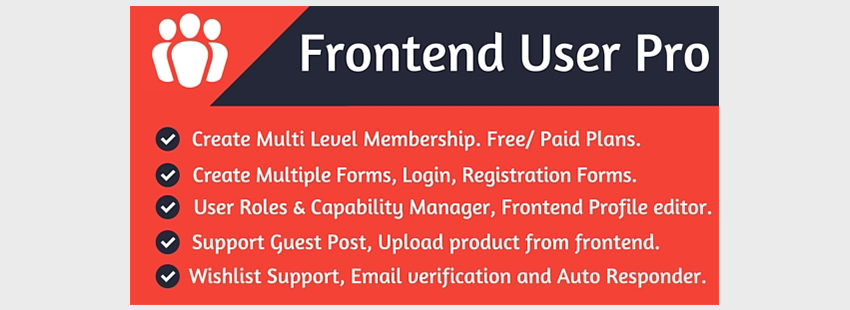 Frontend User Pro
Create Multi Level Membership. Free/ Paid Plans.
Create Multiple Forms, Login, Registration Forms.
User Roles & Capability Manager, Frontend Profile editor.
Support Guest Post, Upload product from frontend.
Wishlist Support, Email verification and Auto Responder.